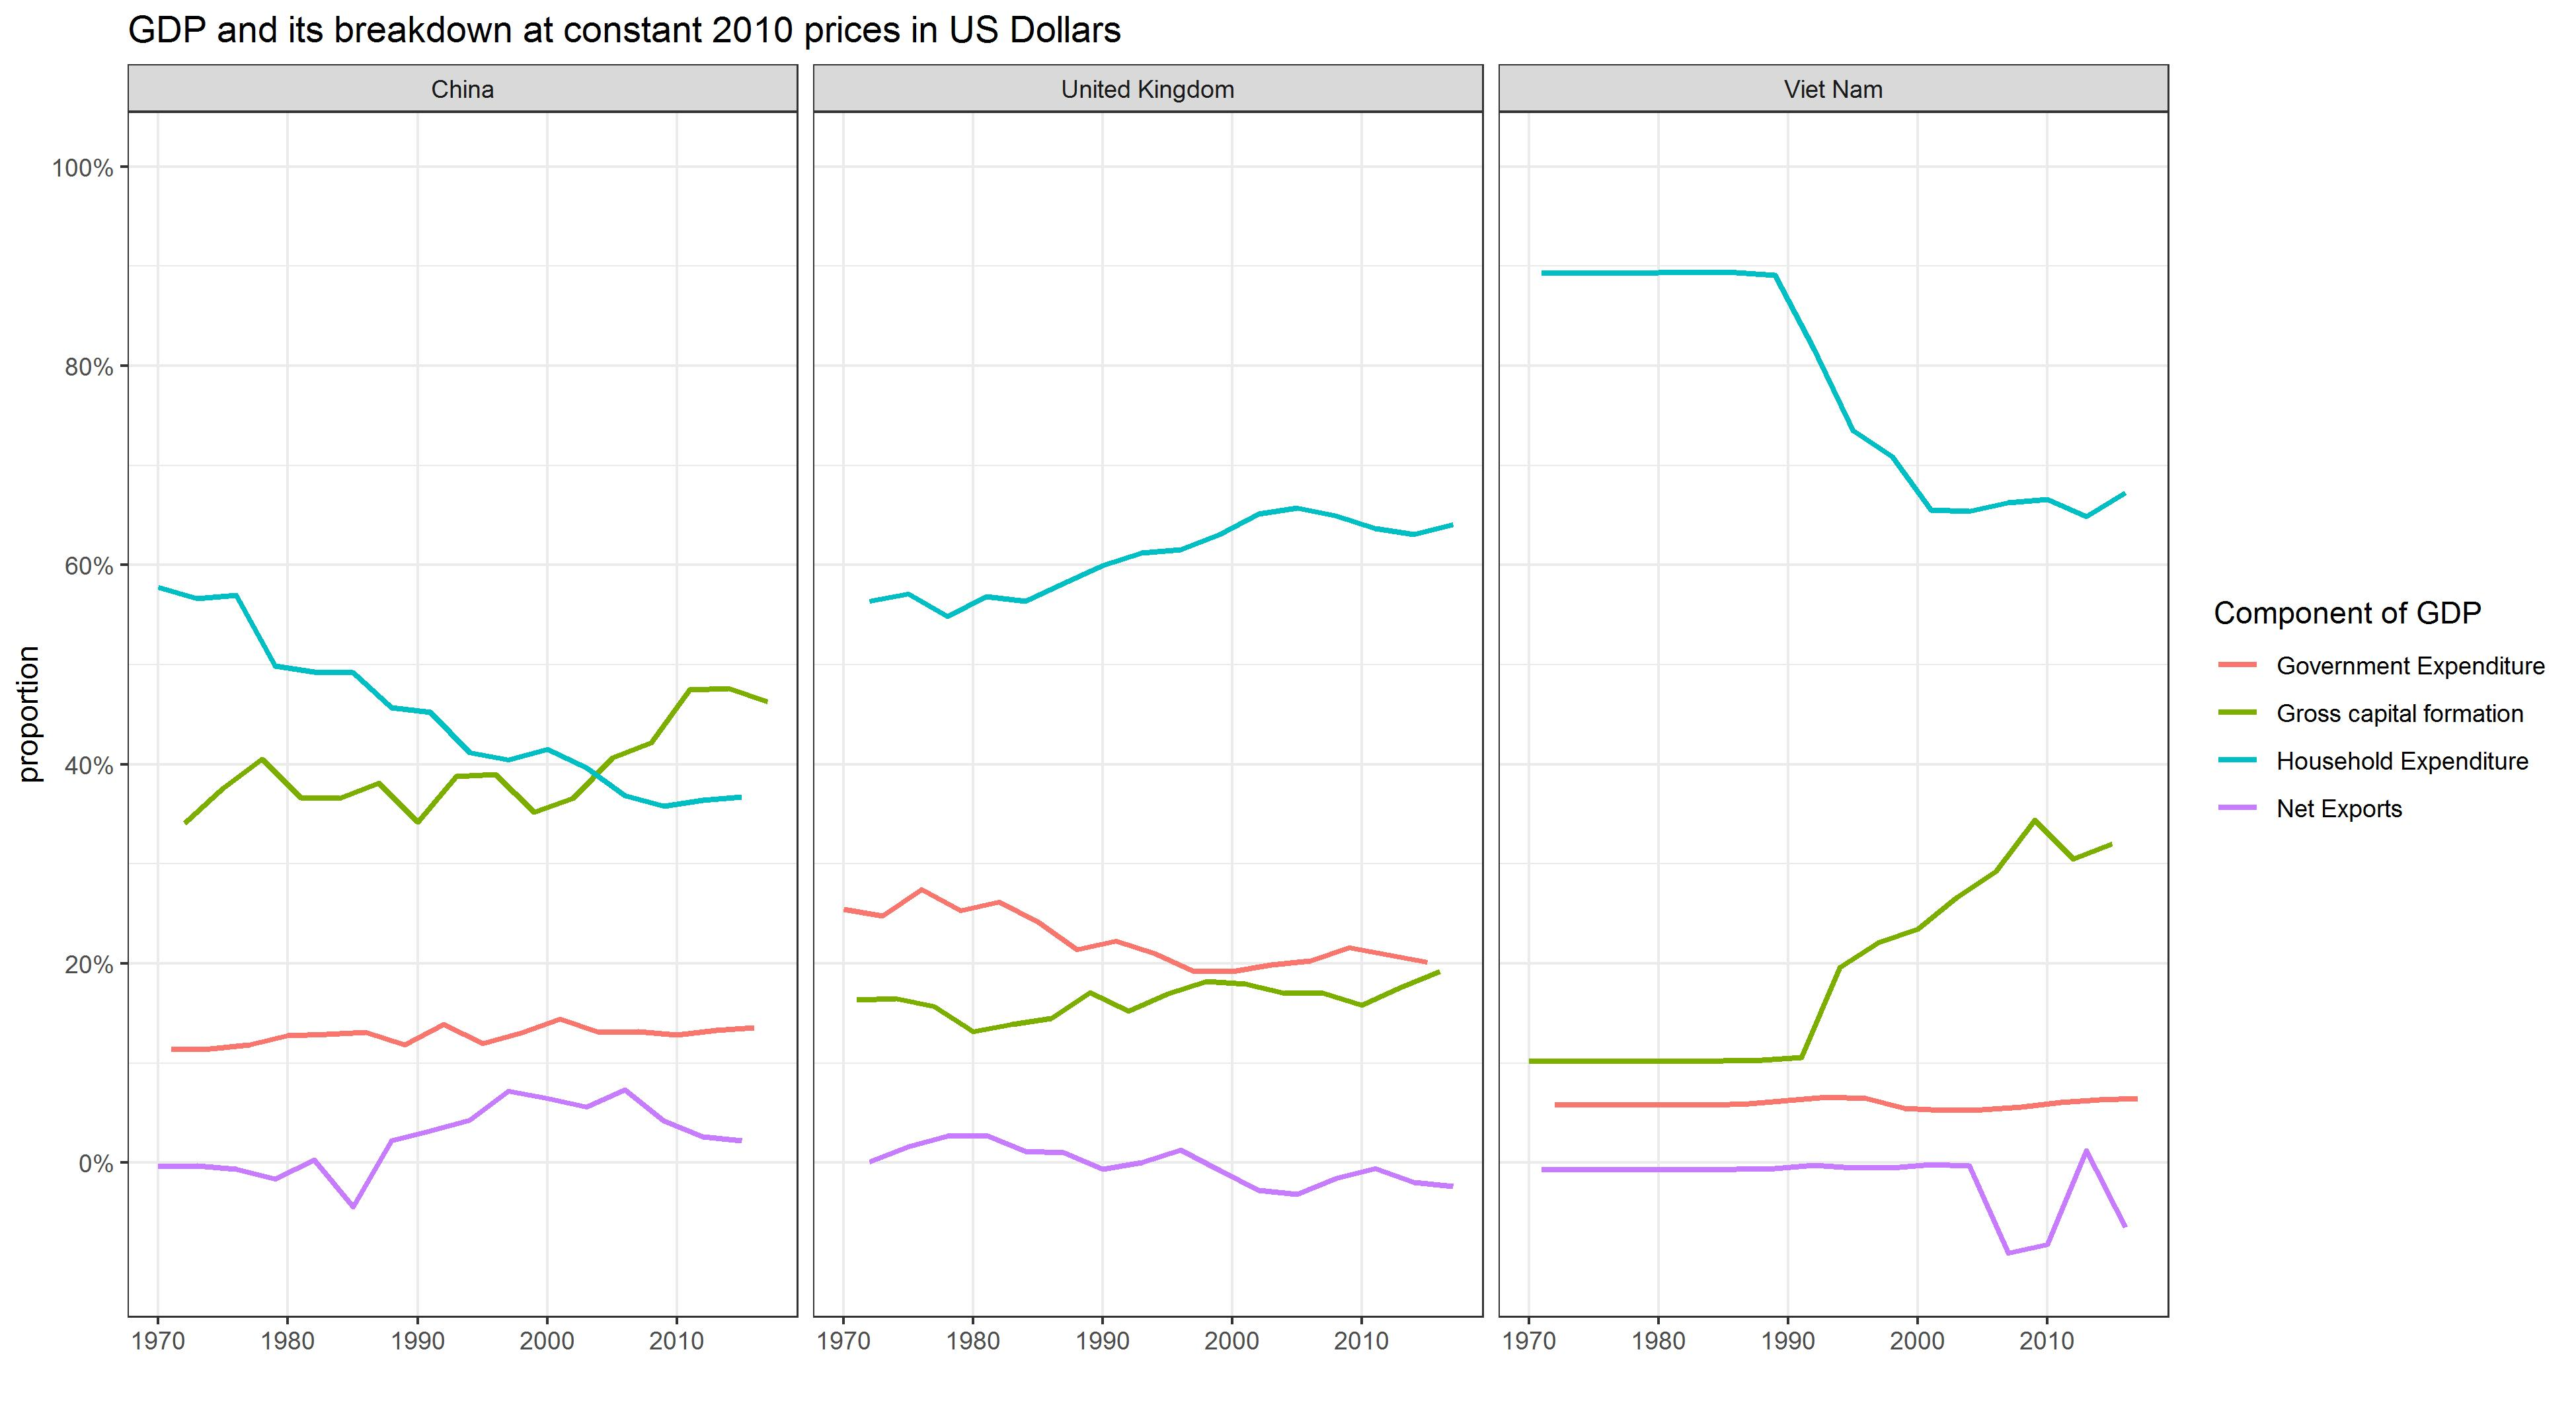 GDP and its breakdown at constant 2010 prices in US Dollars
China
United Kingdom
Viet Nam
100%
80%
60%
40%
20%
0%
proportion
1970 1980 1990 2000 2010
1970 1980 1990 2000 2010
1970 1980 1990 2000 2010
Component of GDP
Government Expenditure
Gross capital formation
Household Expenditure
Net Exports